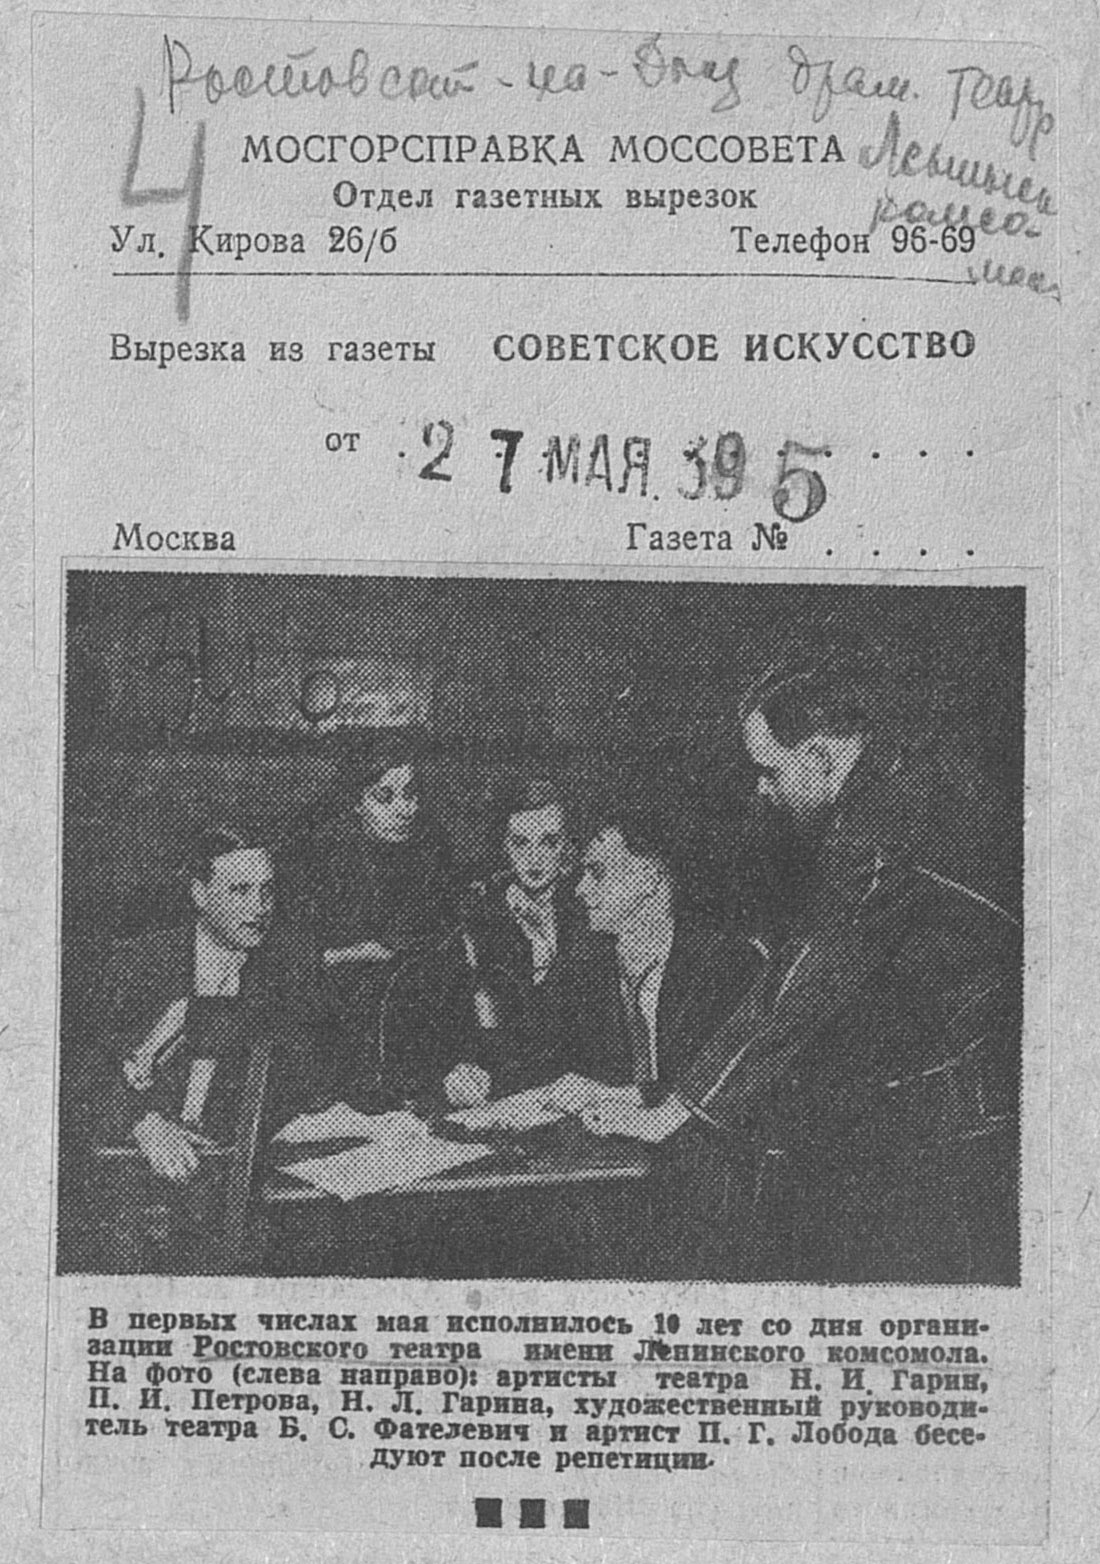 Ростовский-на-Дону драм. театр
4
МОСГОРСПРАВКА МОССОВЕТА
Отдел газетных вырезок
Ул. Кирова 26/б Телефон 96-69
Вырезка из газеты СОВЕТСКОЕ ИСКУССТВО
от . 27 МАЯ. 39 5 . . . .
Москва Газета № . . . .
В первых числах мая исполнилось 10 лет со дня органи-
зации Ростовского театра имени Ленинского комсомола.
На фото (слева направо): артисты театра Н. И. Гарин,
П. И. Петрова, Н. Л. Гарина, художественный руководи-
тель театра Б. С. Фателевич и артист П. Г. Лобода бесе-
дуют после репетиции.